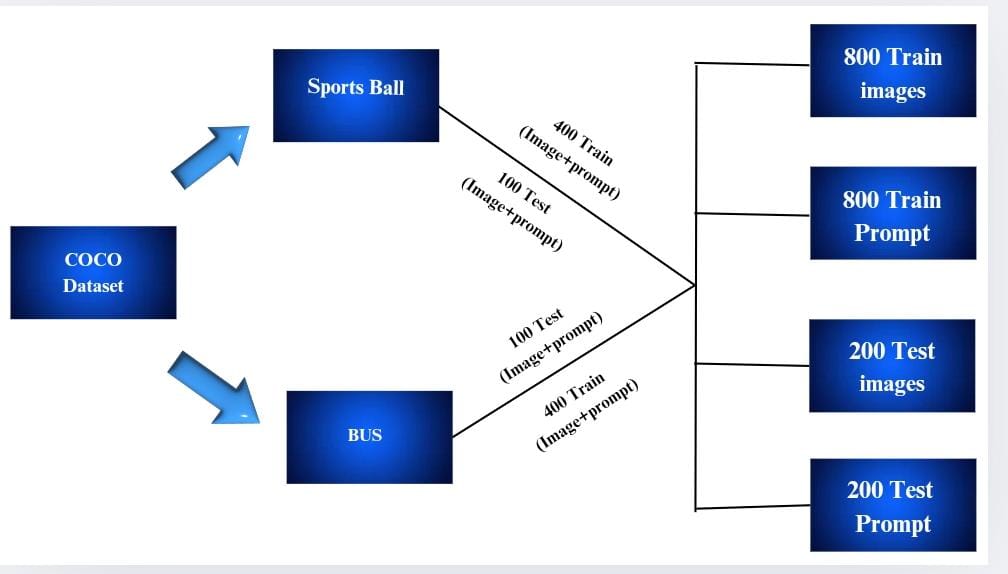 COCO
Dataset
Sports Ball
BUS
400 Train
(Image+prompt)
100 Test
(Image+prompt)
100 Test
(Image+prompt)
400 Train
(Image+prompt)
800 Train
images
800 Train
Prompt
200 Test
images
200 Test
Prompt